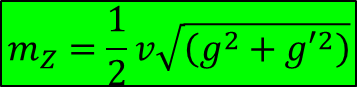 m_Z = \frac{1}{2} v \sqrt{(g^2 + g'^2)}